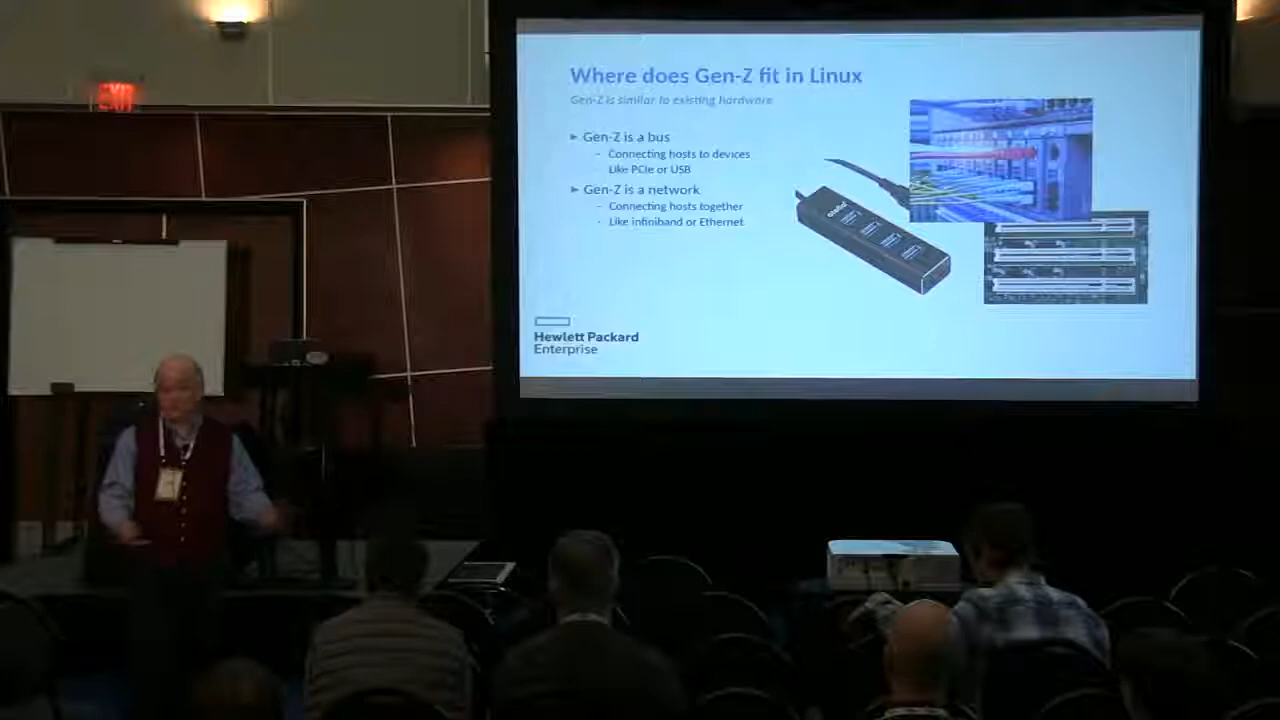 EXIT
Where does Gen-Z fit in Linux
Gen-Z is similar to existing hardware
► Gen-Z is a bus
- Connecting hosts to devices
- Like PCIe or USB
► Gen-Z is a network
- Connecting hosts together
- Like infiniband or Ethernet
Hewlett Packard
Enterprise